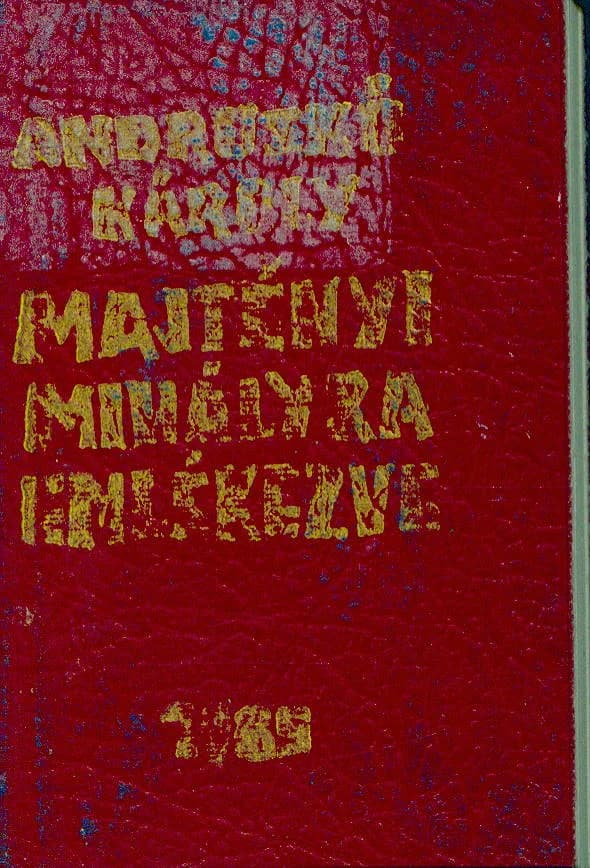 ANDRUSKÓ
KÁROLY
MAJTÉNYI
MIHÁLYRA
EMLÉKEZVE
1985